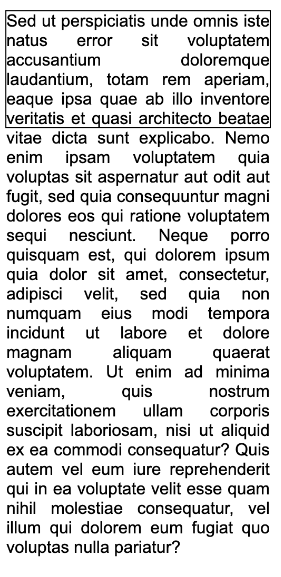 Sed ut perspiciatis unde omnis iste
natus error sit voluptatem
accusantium doloremque
laudantium, totam rem aperiam,
eaque ipsa quae ab illo inventore
veritatis et quasi architecto beatae
vitae dicta sunt explicabo. Nemo
enim ipsam voluptatem quia
voluptas sit aspernatur aut odit aut
fugit, sed quia consequuntur magni
dolores eos qui ratione voluptatem
sequi nesciunt. Neque porro
quisquam est, qui dolorem ipsum
quia dolor sit amet, consectetur,
adipisci velit, sed quia non
numquam eius modi tempora
incidunt ut labore et dolore
magnam aliquam quaerat
voluptatem. Ut enim ad minima
veniam, quis nostrum
exercitationem ullam corporis
suscipit laboriosam, nisi ut aliquid
ex ea commodi consequatur? Quis
autem vel eum iure reprehenderit
qui in ea voluptate velit esse quam
nihil molestiae consequatur, vel
illum qui dolorem eum fugiat quo
voluptas nulla pariatur?